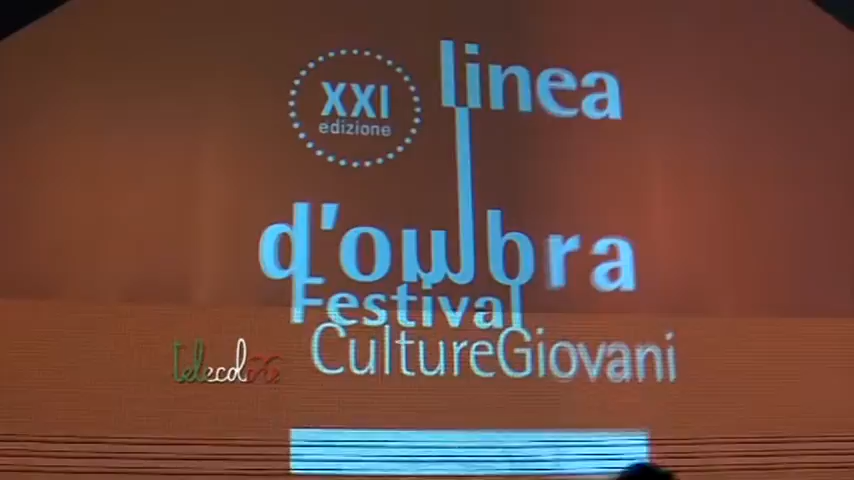 XXI
edizione
linea
d'ombra
Festival
CultureGiovani
telecolore